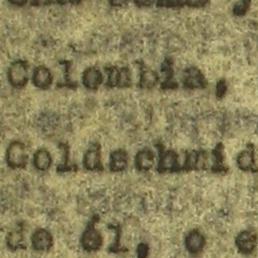 Colombia,
Goldschmid
de 61, o e